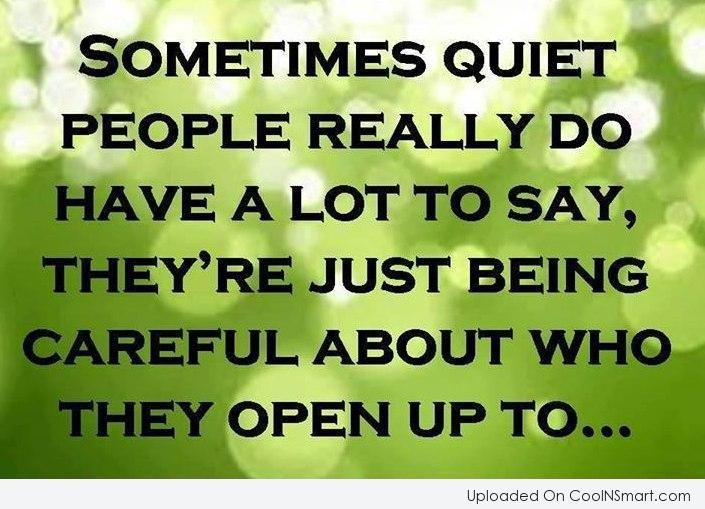 SOMETIMES QUIET
PEOPLE REALLY DO
HAVE A LOT TO SAY,
THEY'RE JUST BEING
CAREFUL ABOUT WHO
THEY OPEN UP TO...
Uploaded On CoolNSmart.com